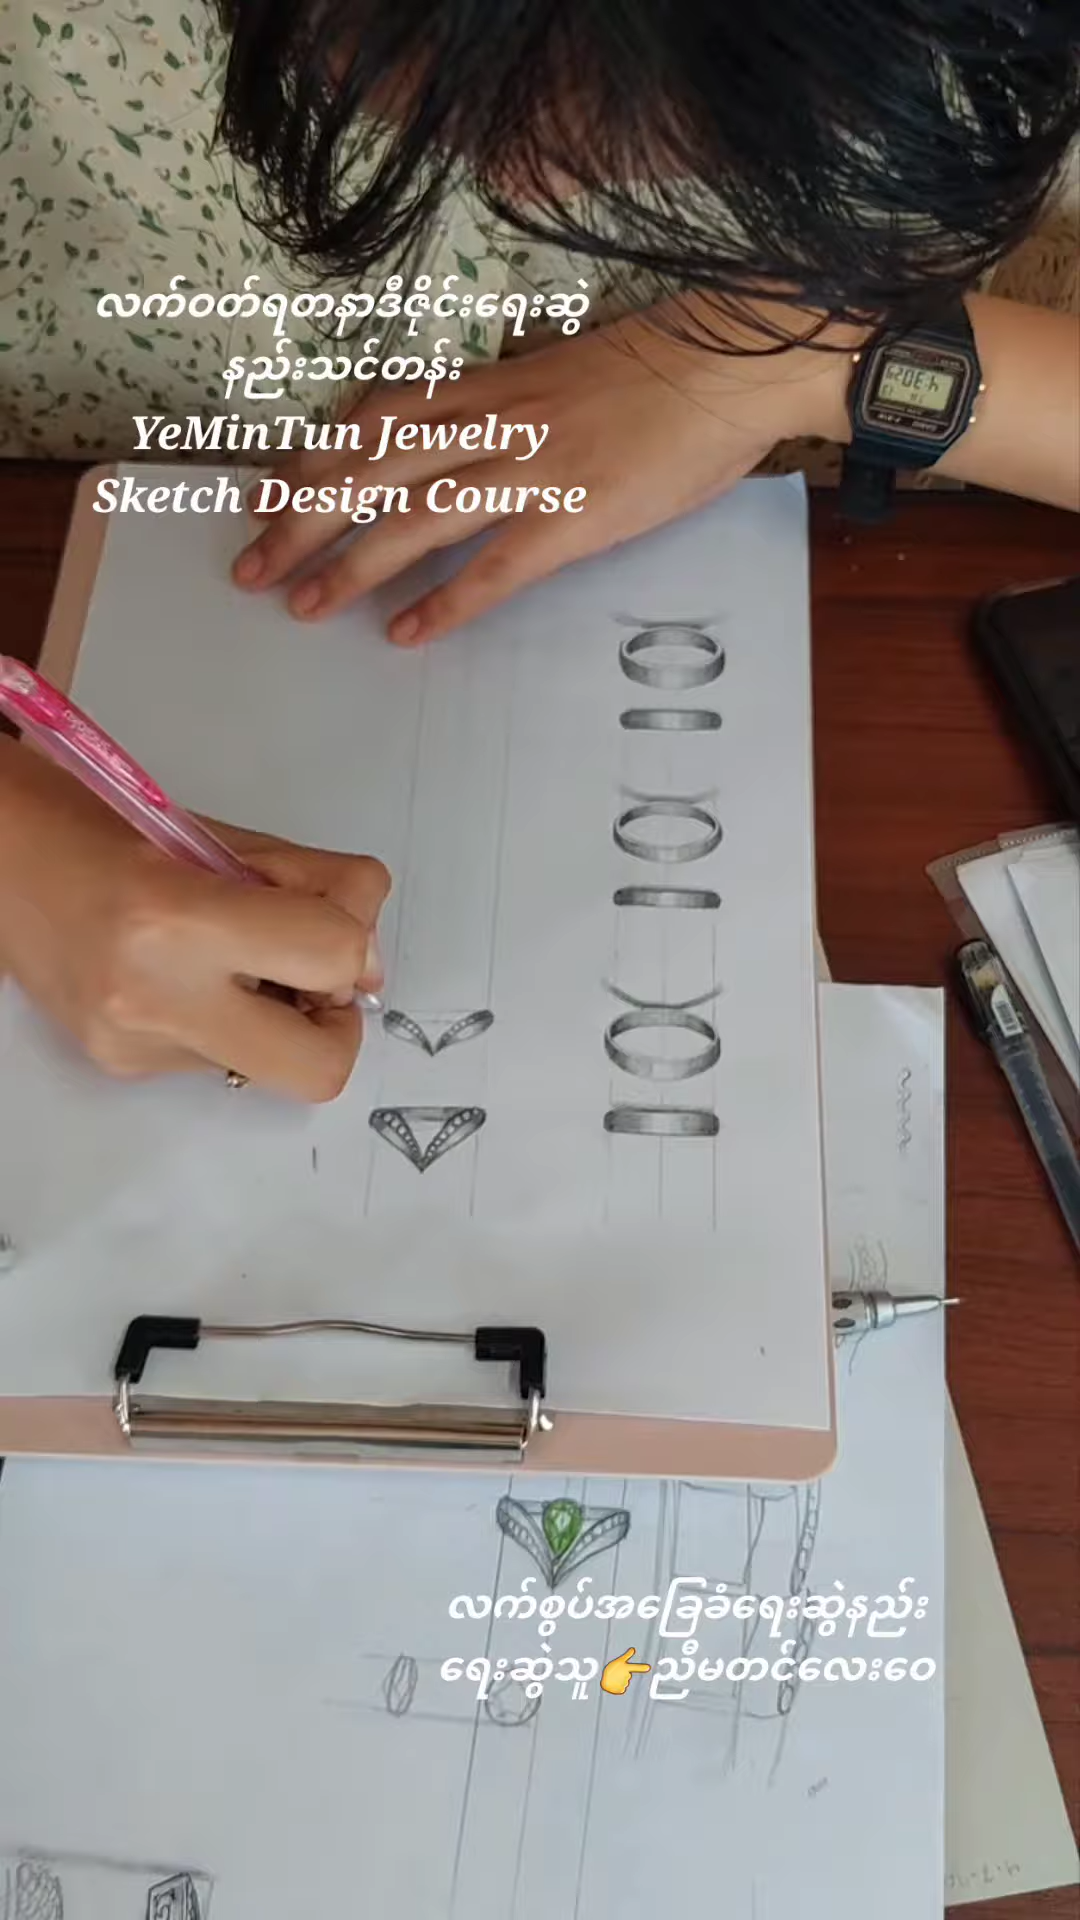 လက်ဝတ်ရတနာဒီဇိုင်းရေးဆွဲ
နည်းသင်တန်း
YeMinTun Jewelry
Sketch Design Course
လက်စွပ်အခြေခံရေးဆွဲနည်း
ရေးဆွဲသူ👉ညီမတင်လေးဝေ